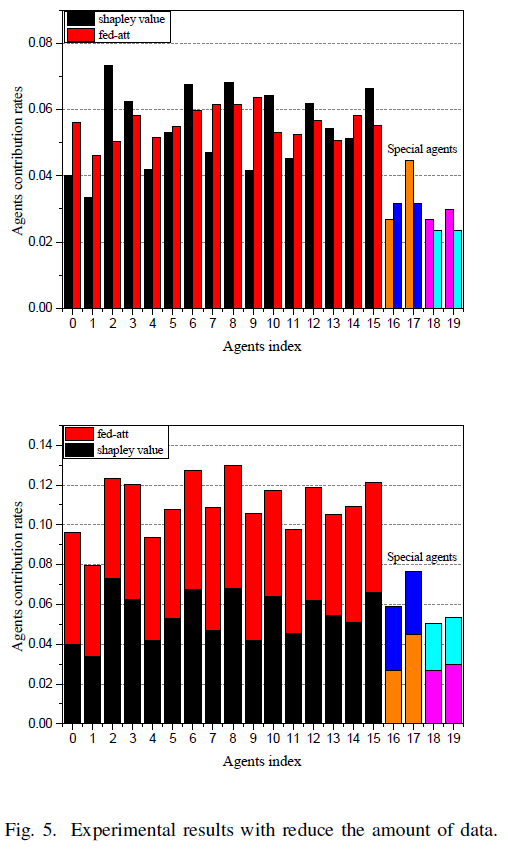 shapley value
fed-att
0.08
0.06
0.04
0.02
0.00
Agents contribution rates
Special agents
0 1 2 3 4 5 6 7 8 9 10 11 12 13 14 15 16 17 18 19
Agents index
fed-att
shapley value
0.14
0.12
0.10
0.08
0.06
0.04
0.02
0.00
Agents contribution rates
Special agents
0 1 2 3 4 5 6 7 8 9 10 11 12 13 14 15 16 17 18 19
Agents index
Fig. 5. Experimental results with reduce the amount of data.